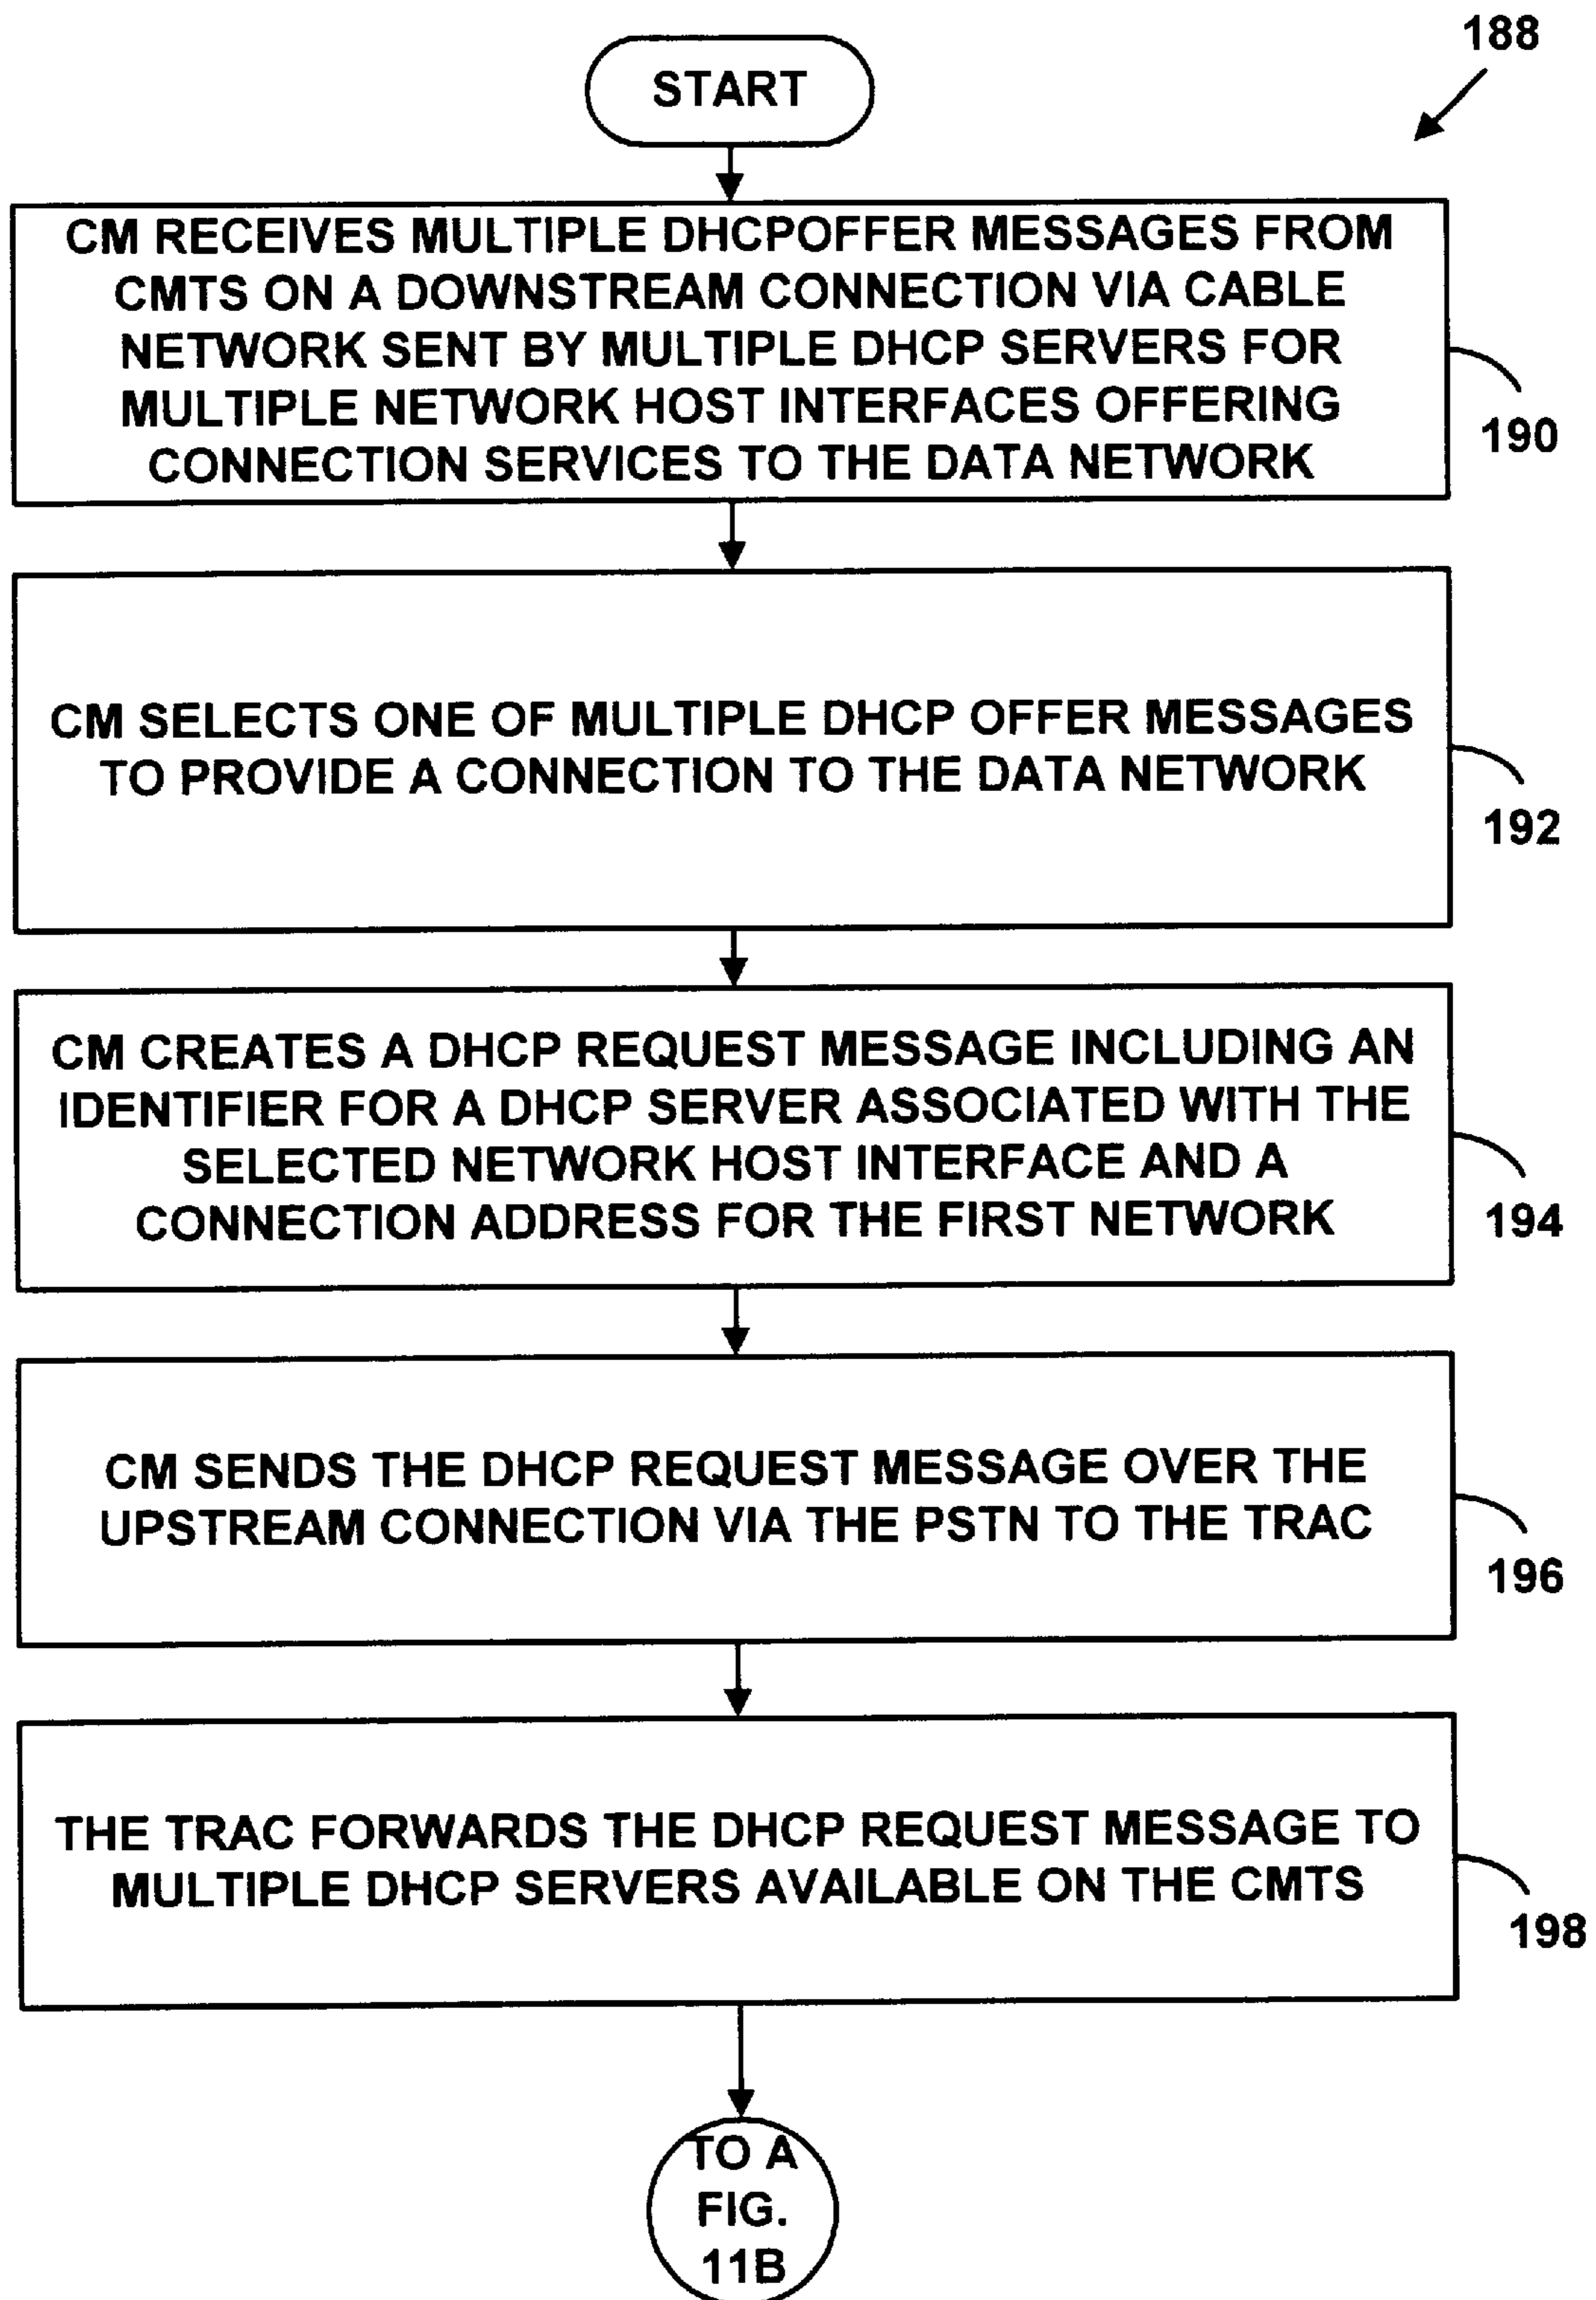 188
START
CM RECEIVES MULTIPLE DHCPOFFER MESSAGES FROM
CMTS ON A DOWNSTREAM CONNECTION VIA CABLE
NETWORK SENT BY MULTIPLE DHCP SERVERS FOR
MULTIPLE NETWORK HOST INTERFACES OFFERING
CONNECTION SERVICES TO THE DATA NETWORK
190
CM SELECTS ONE OF MULTIPLE DHCP OFFER MESSAGES
TO PROVIDE A CONNECTION TO THE DATA NETWORK
192
CM CREATES A DHCP REQUEST MESSAGE INCLUDING AN
IDENTIFIER FOR A DHCP SERVER ASSOCIATED WITH THE
SELECTED NETWORK HOST INTERFACE AND A
CONNECTION ADDRESS FOR THE FIRST NETWORK
194
CM SENDS THE DHCP REQUEST MESSAGE OVER THE
UPSTREAM CONNECTION VIA THE PSTN TO THE TRAC
196
THE TRAC FORWARDS THE DHCP REQUEST MESSAGE TO
MULTIPLE DHCP SERVERS AVAILABLE ON THE CMTS
198
TO A
FIG.
11B